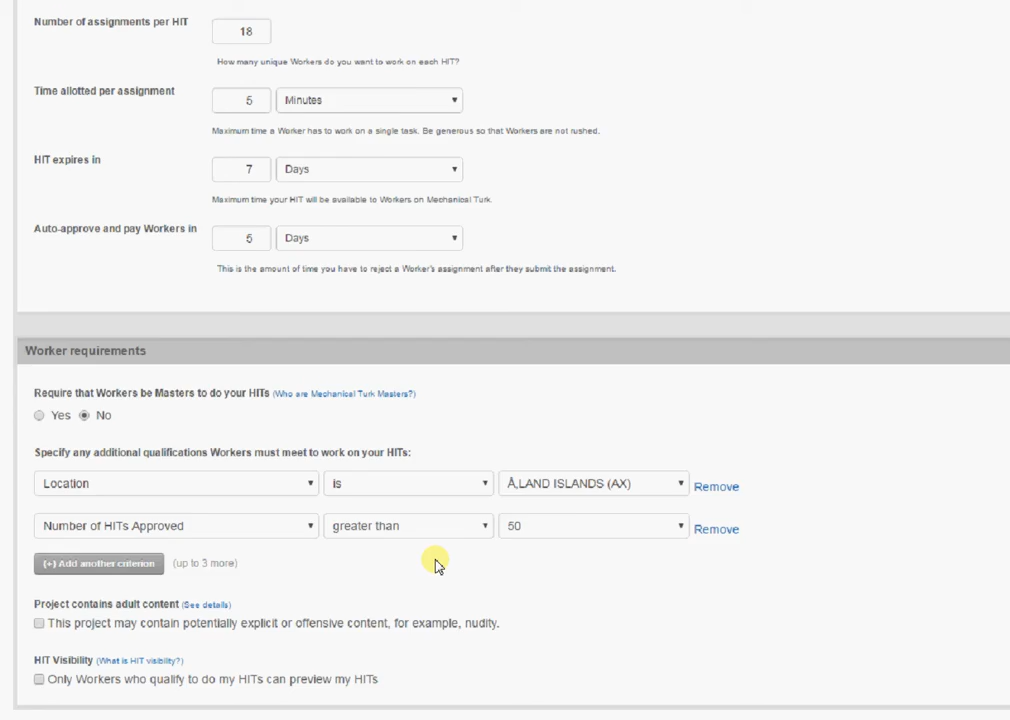 Number of assignments per HIT
18
How many unique Workers do you want to work on each HIT?
Time allotted per assignment
5 Minutes
Maximum time a Worker has to work on a single task. Be generous so that Workers are not rushed.
HIT expires in
7 Days
Maximum time your HIT will be available to Workers on Mechanical Turk.
Auto-approve and pay Workers in
5 Days
This is the amount of time you have to reject a Worker's assignment after they submit the assignment.
Worker requirements
Require that Workers be Masters to do your HITs (Who are Mechanical Turk Masters?)
Yes No
Specify any additional qualifications Workers must meet to work on your HITs:
Location is Å,LAND ISLANDS (AX) Remove
Number of HITs Approved greater than 50 Remove
(+) Add another criterion (up to 3 more)
Project contains adult content (See details)
This project may contain potentially explicit or offensive content, for example, nudity.
HIT Visibility (What is HIT visibility?)
Only Workers who qualify to do my HITs can preview my HITs